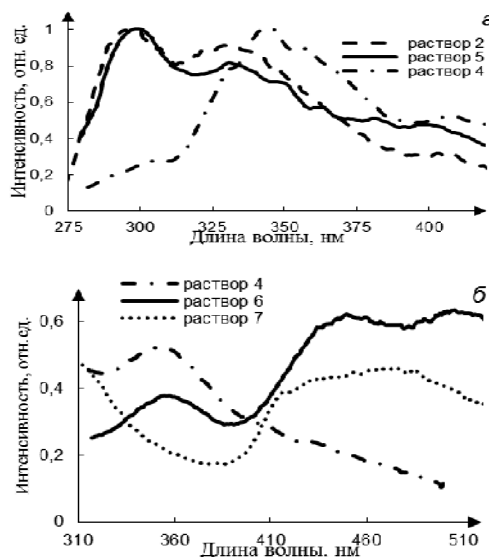 а
Интенсивность, отн. ед.
1
0,8
0,6
0,4
0,2
0
раствор 2
раствор 5
раствор 4
275 300 325 350 375 400
Длина волны, нм
б
Интенсивность, отн.ед.
0,6
0,4
0,2
0
раствор 4
раствор 6
раствор 7
310 360 410 460 510
Длина волны, нм